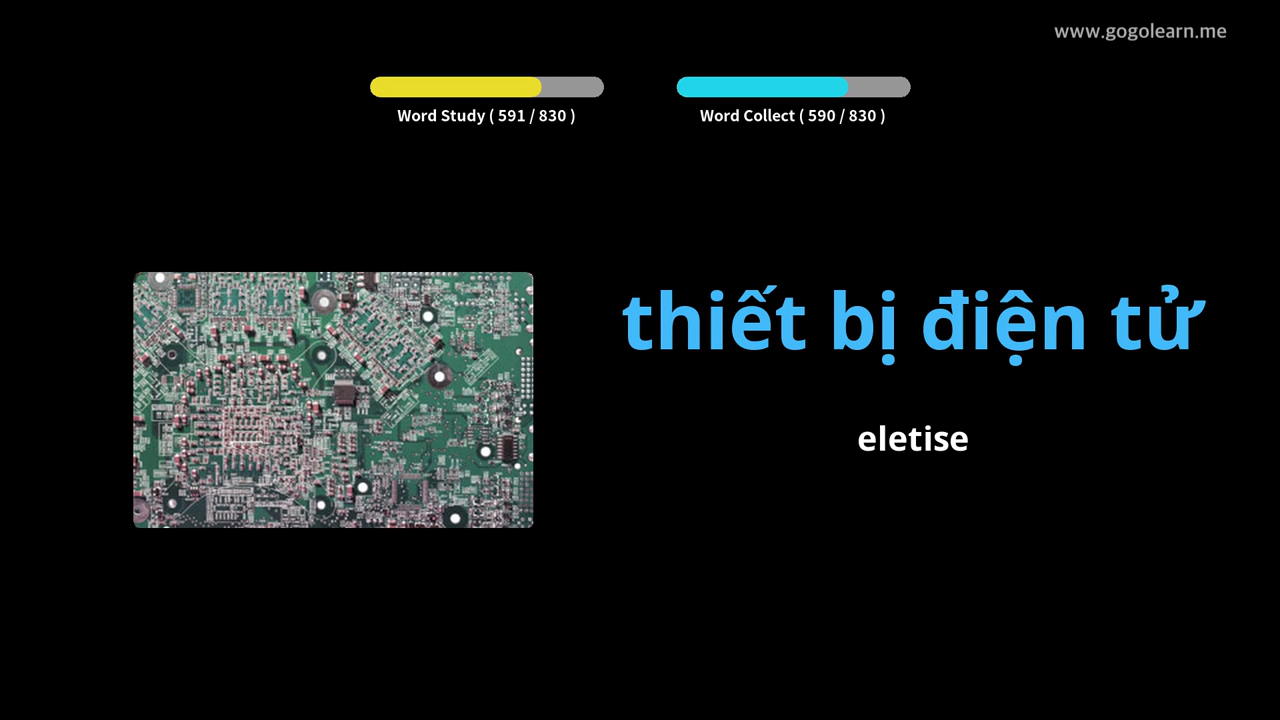 www.gogolearn.me
Word Study ( 591 / 830 )
Word Collect ( 590 / 830 )
thiết bị điện tử
eletise